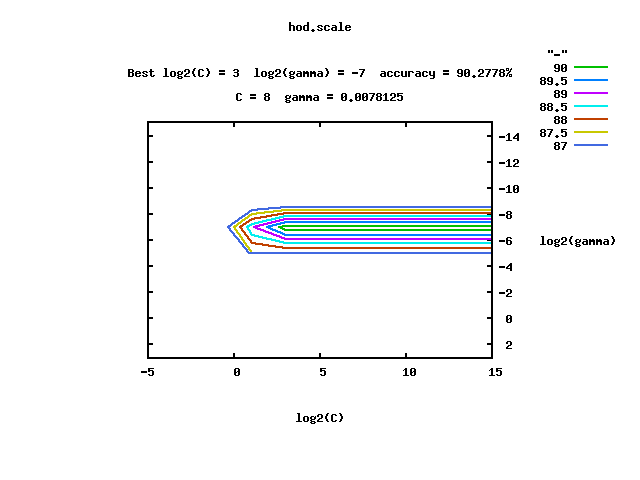 hod.scale
"-"
Best log2(C) = 3 log2(gamma) = -7 accuracy = 90.2778%
C = 8 gamma = 0.0078125
90
89.5
89
88.5
88
87.5
87
-14
-12
-10
-8
-6
-4
-2
0
2
log2(gamma)
-5 0 5 10 15
log2(C)